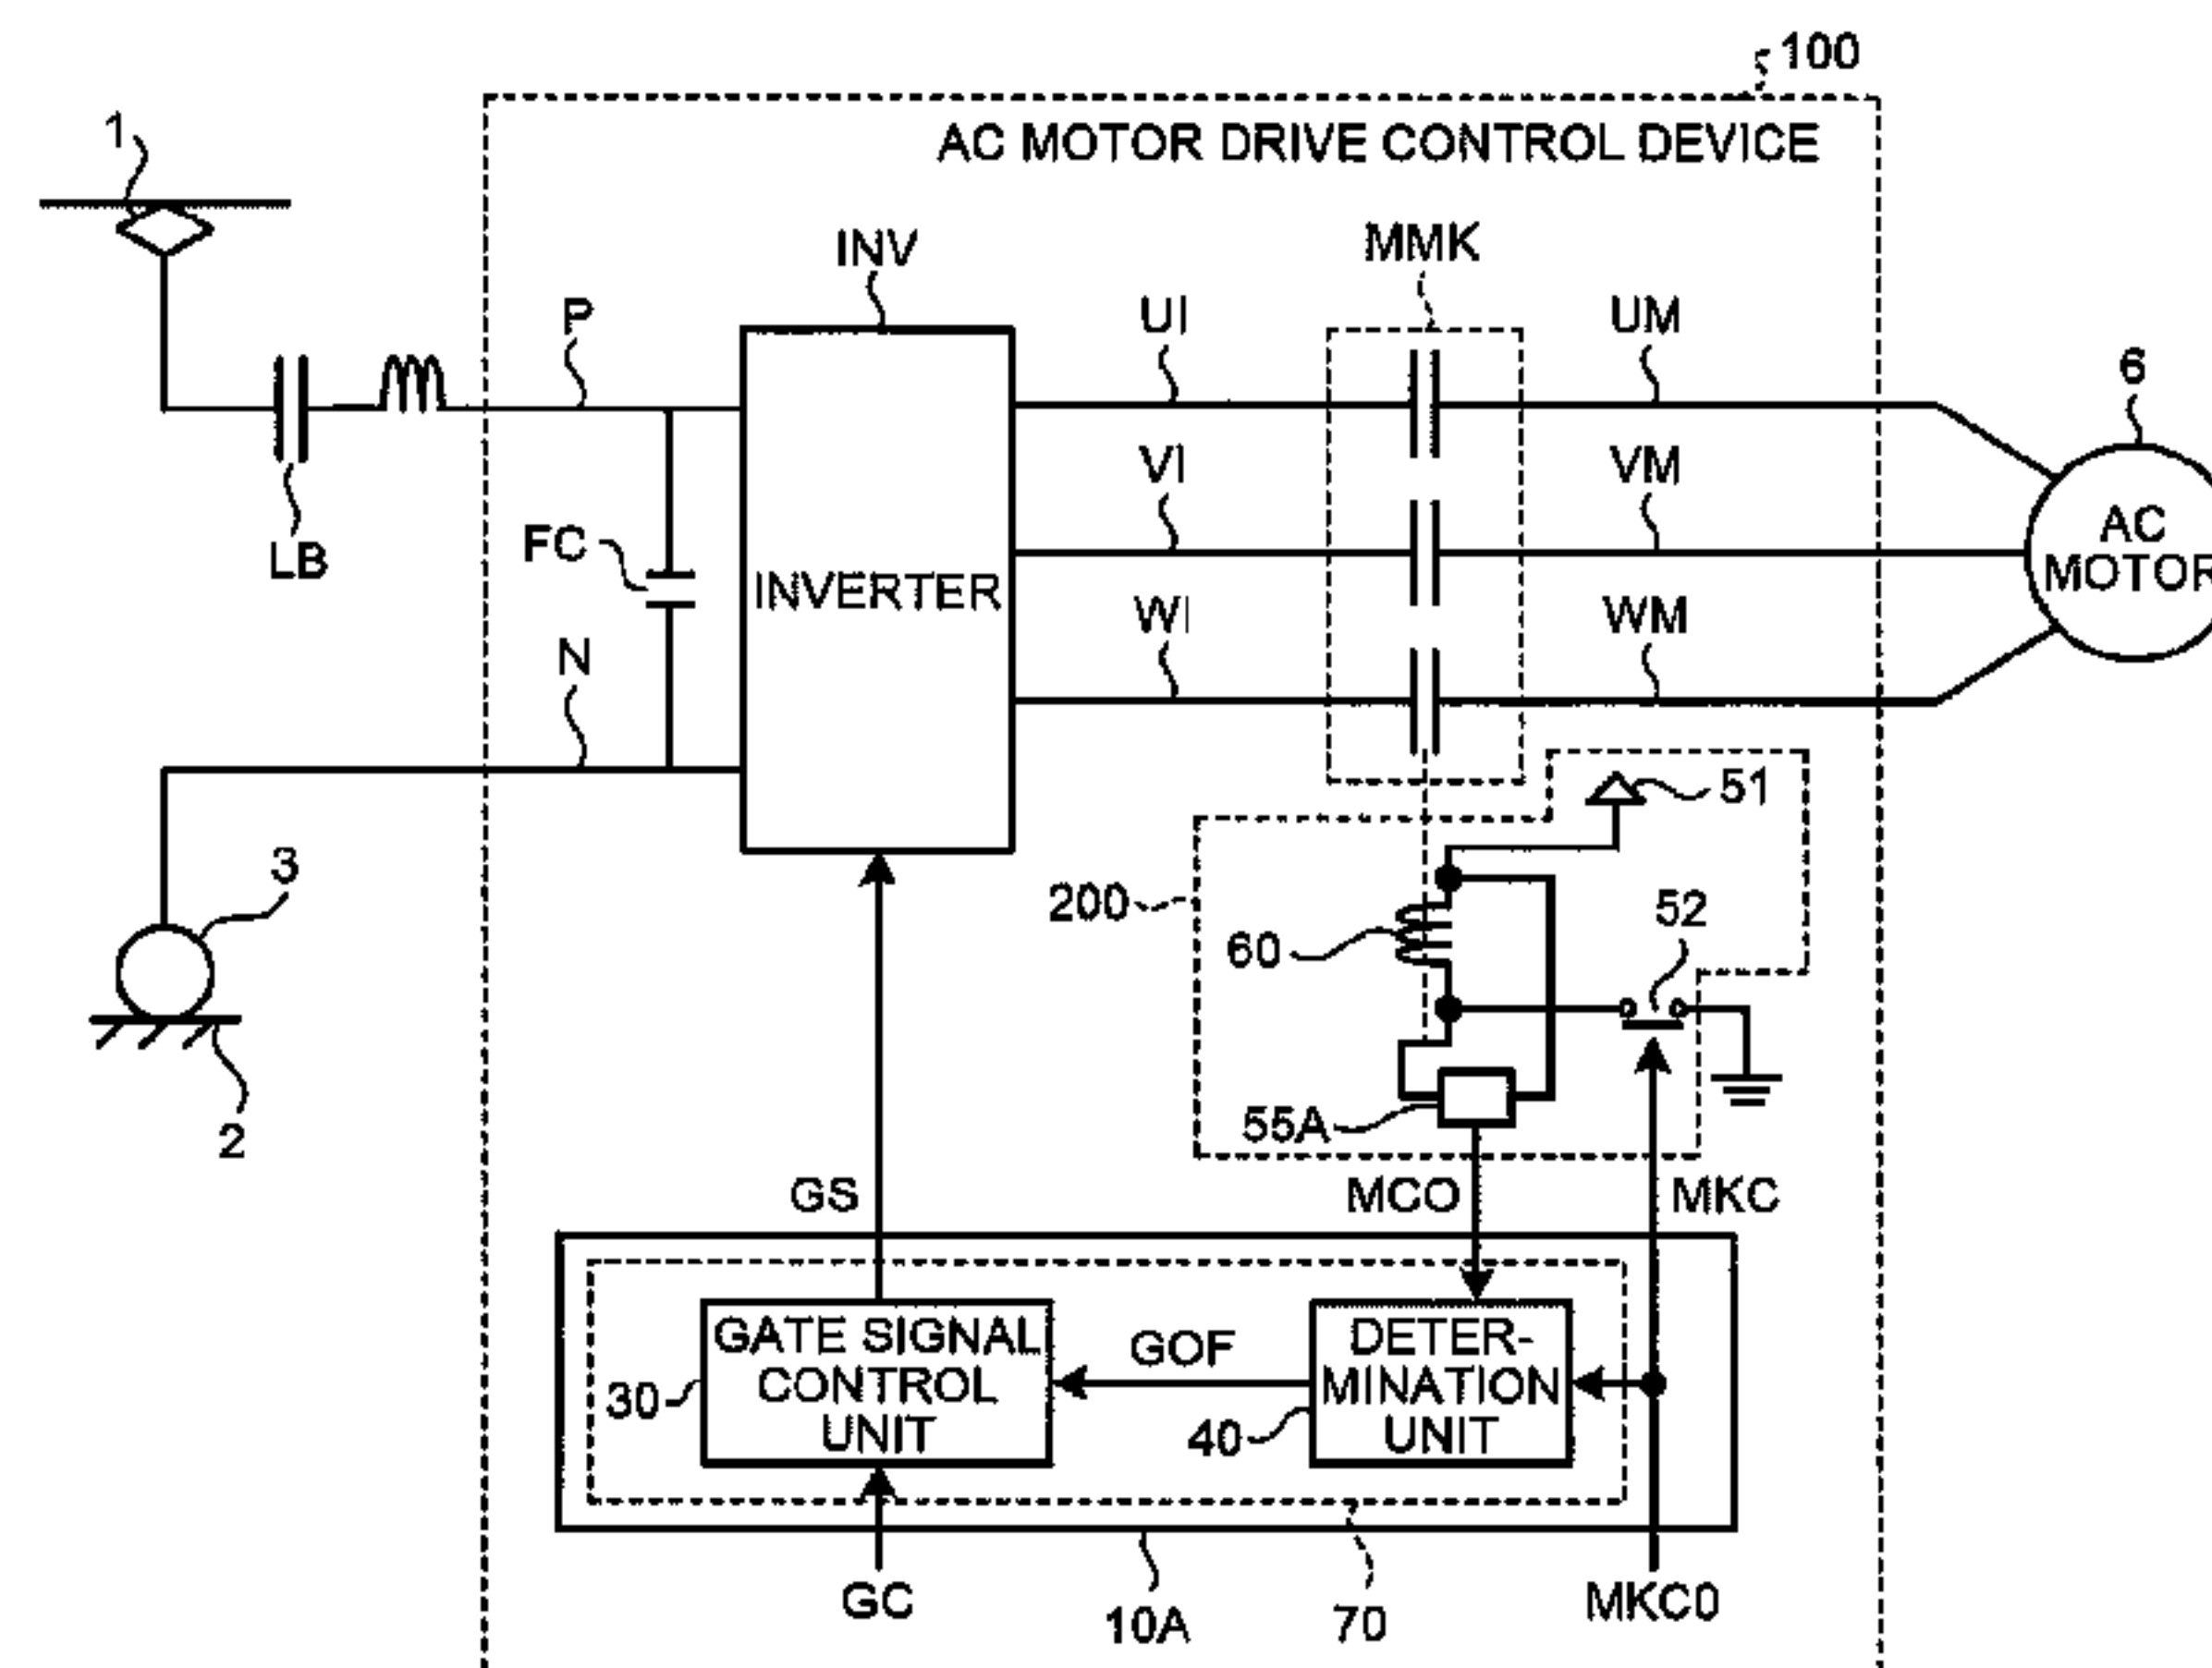 100
AC MOTOR DRIVE CONTROL DEVICE
1
INV
MMK
P
UI
UM
6
VI
VM
LB
FC
INVERTER
AC
MOTOR
WI
WM
N
51
3
200
52
60
2
55A
GS
MCO
MKC
GATE SIGNAL
CONTROL
UNIT
30
GOF
DETER-
MINATION
UNIT
40
GC
10A
70
MKC0